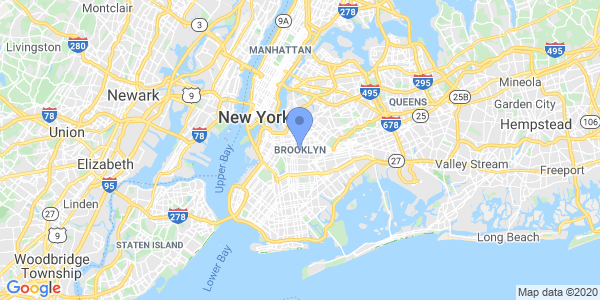 Montclair
278
9A
MANHATTAN
Livingston
280
495
9
495
295
Mineola
Newark
QUEENS
25B
Garden City
78
New York
25
78
Union
78
678
Hempstead
106
BROOKLYN
Elizabeth
27
Valley Stream
Upper Bay
Freeport
95
Linden
278
9
STATEN ISLAND
Long Beach
Woodbridge
Township
Lower Bay
Google
Map data ©2020